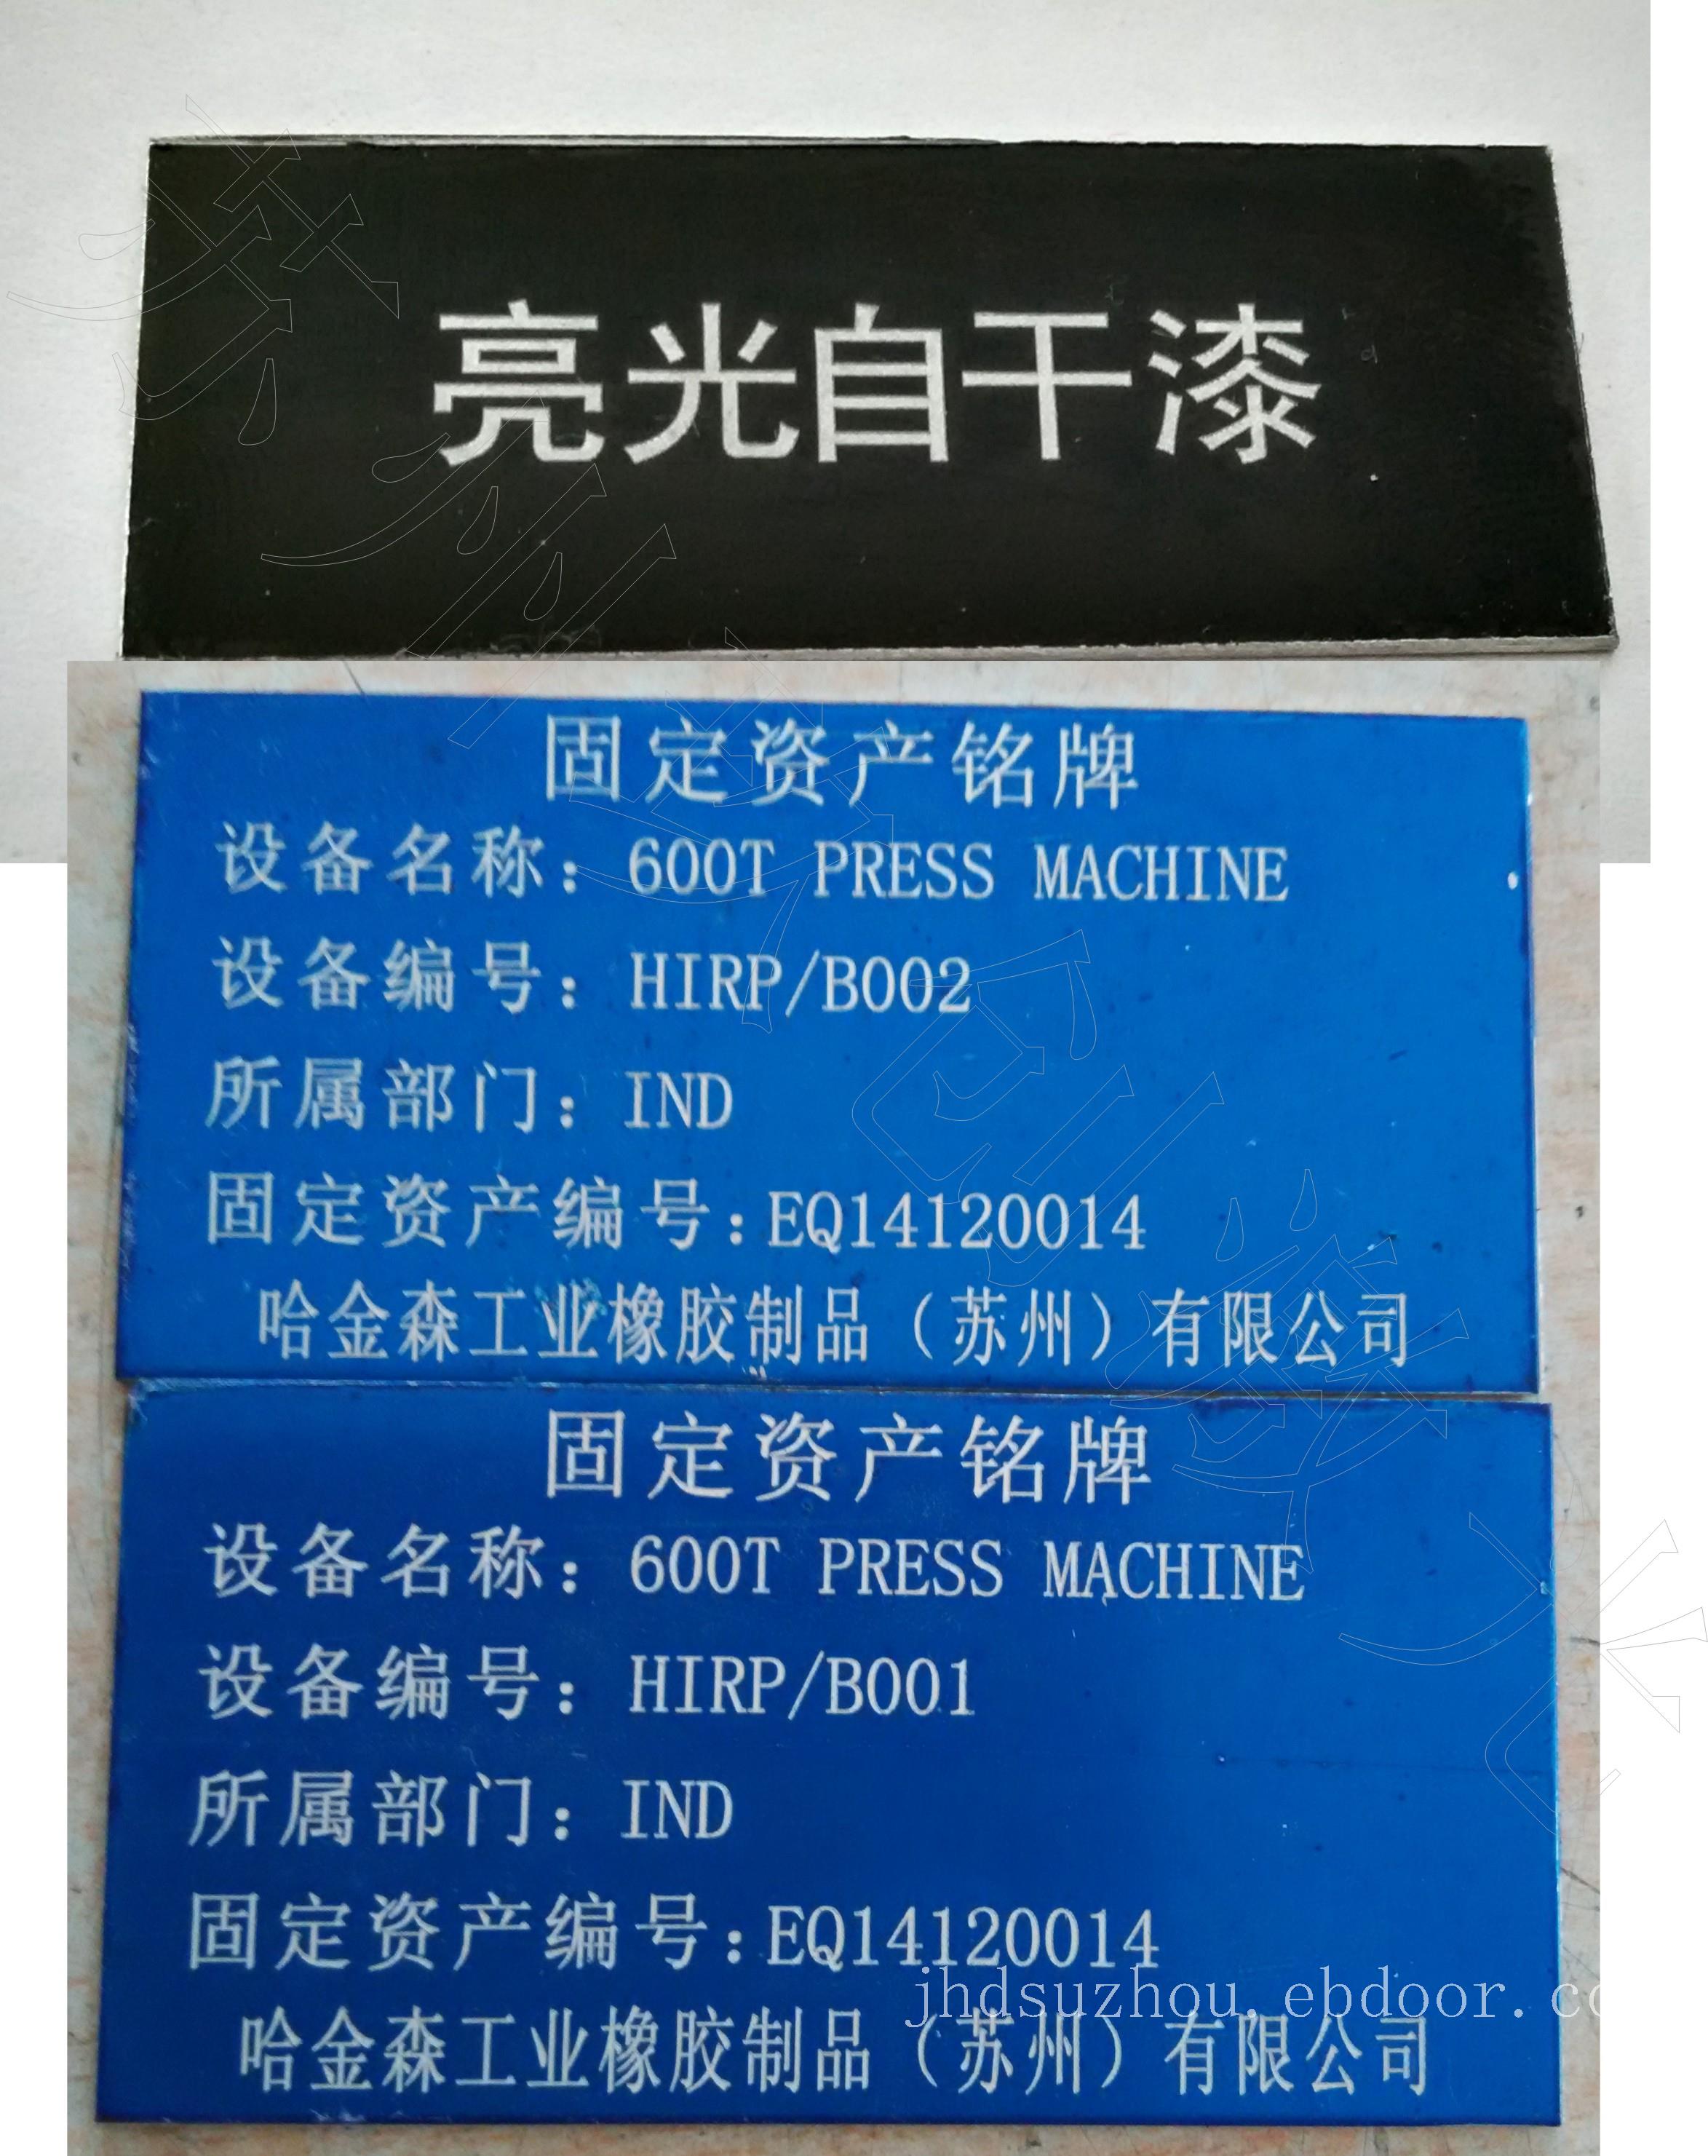 亮光自干漆
固定资产铭牌
设备名称：600T PRESS MACHINE
设备编号：HIRP/B002
所属部门：IND
固定资产编号：EQ14120014
哈金森工业橡胶制品（苏州）有限公司
固定资产铭牌
设备名称：600T PRESS MACHINE
设备编号：HIRP/B001
所属部门：IND
固定资产编号：EQ14120014
jhdsuzhou.ebdoor.co
哈金森工业橡胶制品（苏州）有限公司